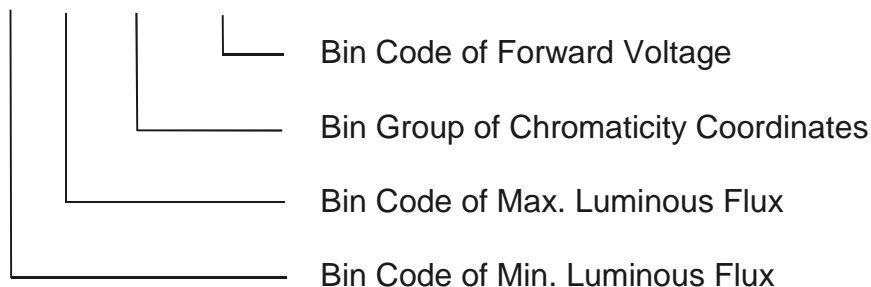 Bin Code of Forward Voltage
Bin Group of Chromaticity Coordinates
Bin Code of Max. Luminous Flux
Bin Code of Min. Luminous Flux